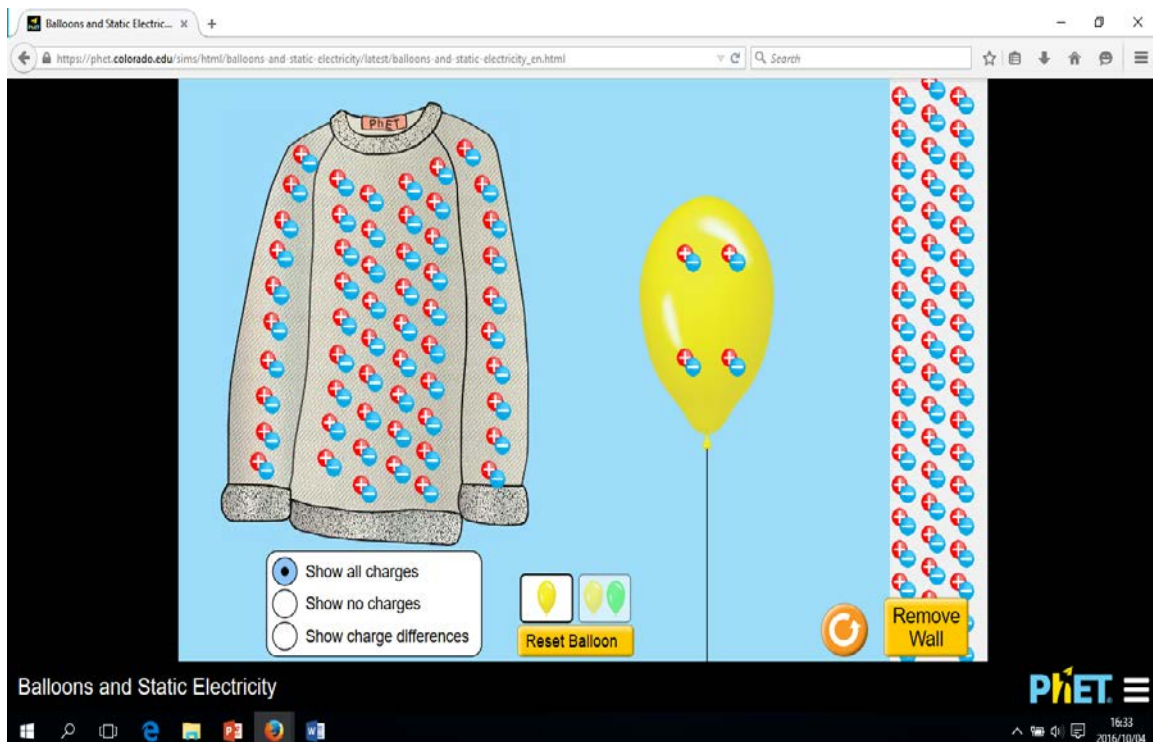 Balloons and Static Electric... × +
https://phet.colorado.edu/sims/html/balloons-and-static-electricity/latest/balloons-and-static-electricity_en.html
Search
PhET
Show all charges
Show no charges
Show charge differences
Reset Balloon
Remove
Wall
Balloons and Static Electricity
PhET
16:33
2016/10/04